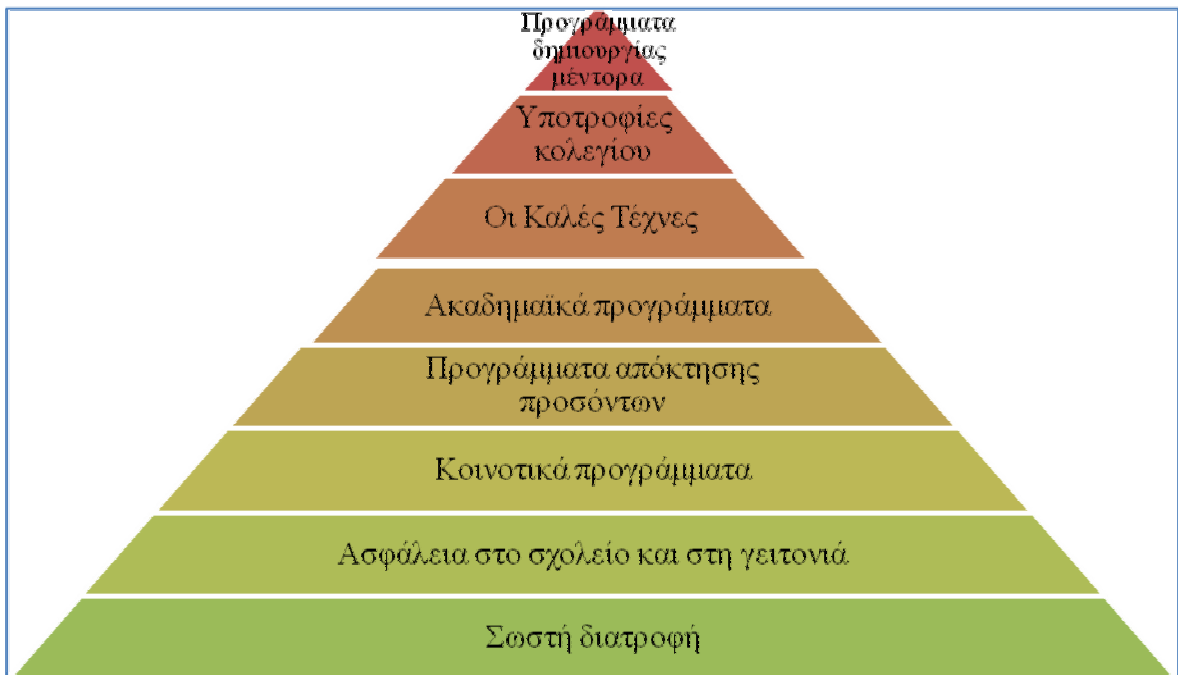 Προγράμματα
δημιουργίας
μέντορα
Υποτροφίες
κολεγίου
Οι Καλές Τέχνες
Ακαδημαϊκά προγράμματα
Προγράμματα απόκτησης
προσόντων
Κοινοτικά προγράμματα
Ασφάλεια στο σχολείο και στη γειτονιά
Σωστή διατροφή